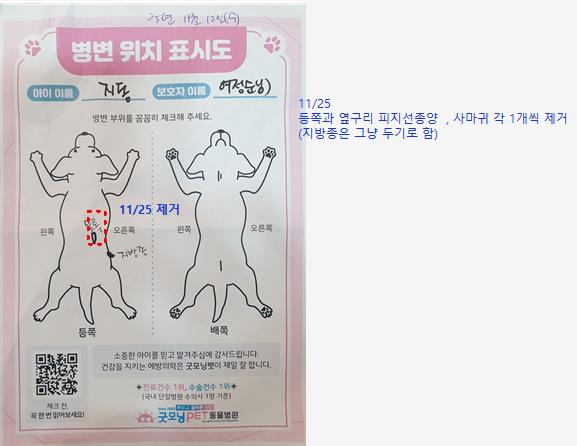 25년 11월 12일(수)
병변 위치 표시도
아이 이름 지동 보호자 이름 여정순님)
병변 부위를 꼼꼼히 체크해 주세요.
11/25
등쪽과 옆구리 피지선종양 , 사마귀 각 1개씩 제거
(지방종은 그냥 두기로 함)
11/25 제거
왼쪽 오른쪽 왼쪽 오른쪽
지방종
등쪽 배쪽
소중한 아이를 믿고 맡겨주심에 감사드립니다.
건강을 지키는 예방의학은 굿모닝펫이 제일 잘 합니다.
체크 전,
꼭 한 번 읽어보세요!
진료건수 1위, 수술건수 1위
(국내 단일병원 수의사 1명 기준)
굿모닝PET동물병원